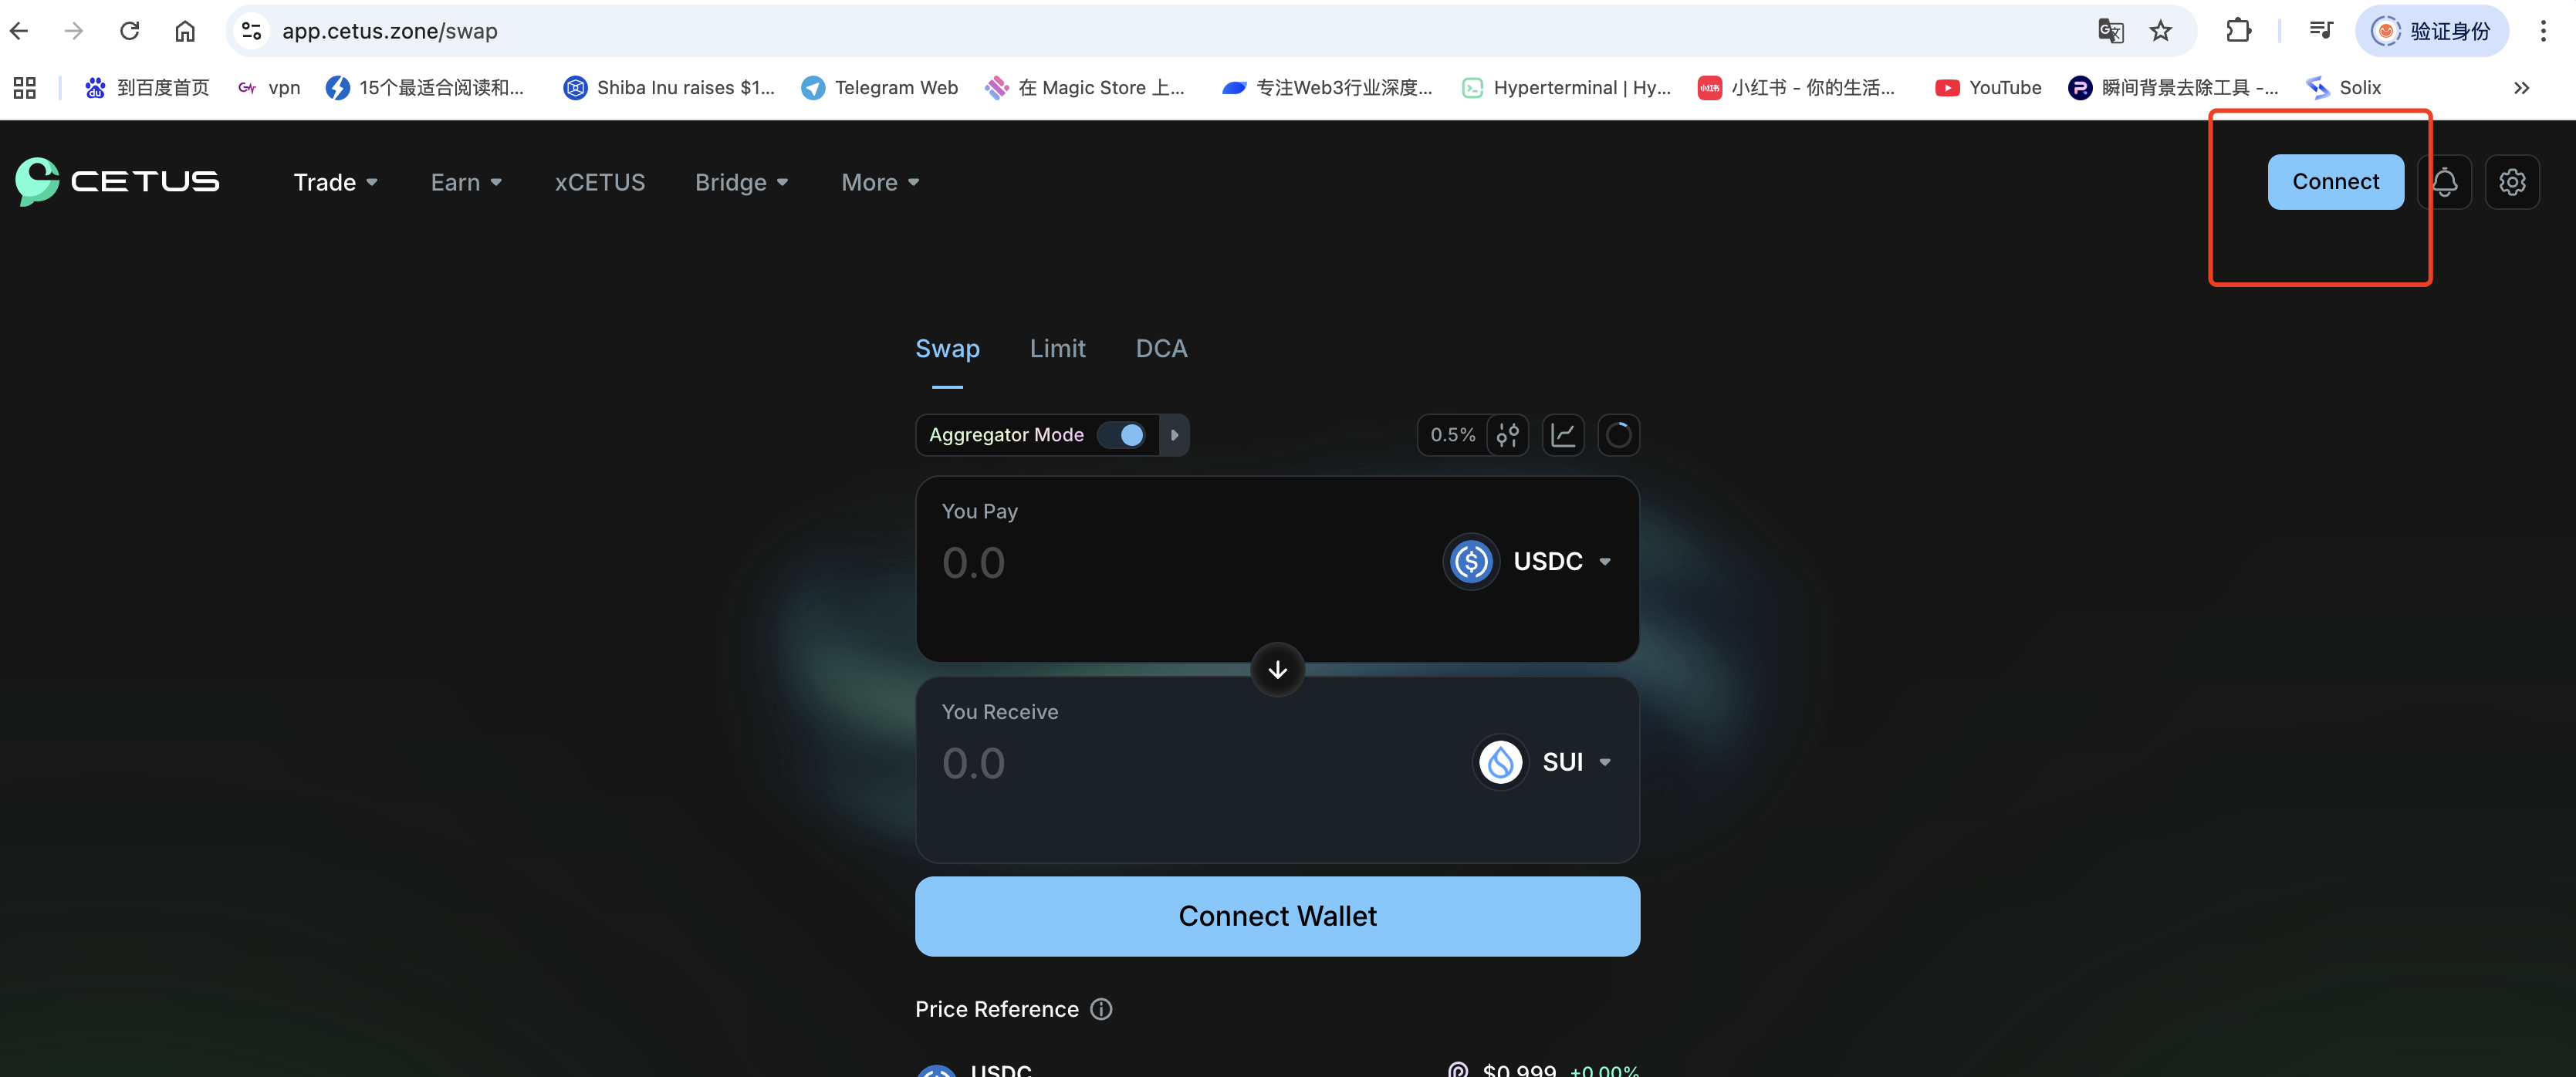 app.cetus.zone/swap 验证身份
到百度首页 vpn 15个最适合阅读和... Shiba Inu raises $1... Telegram Web 在 Magic Store 上... 专注Web3行业深度... Hyperterminal | Hy... 小红书 - 你的生活... YouTube 瞬间背景去除工具 -... Solix
CETUS Trade Earn xCETUS Bridge More Connect
Swap Limit DCA
Aggregator Mode 0.5%
You Pay
0.0 USDC
You Receive
0.0 SUI
Connect Wallet
Price Reference
USDC $0.999 +0.00%